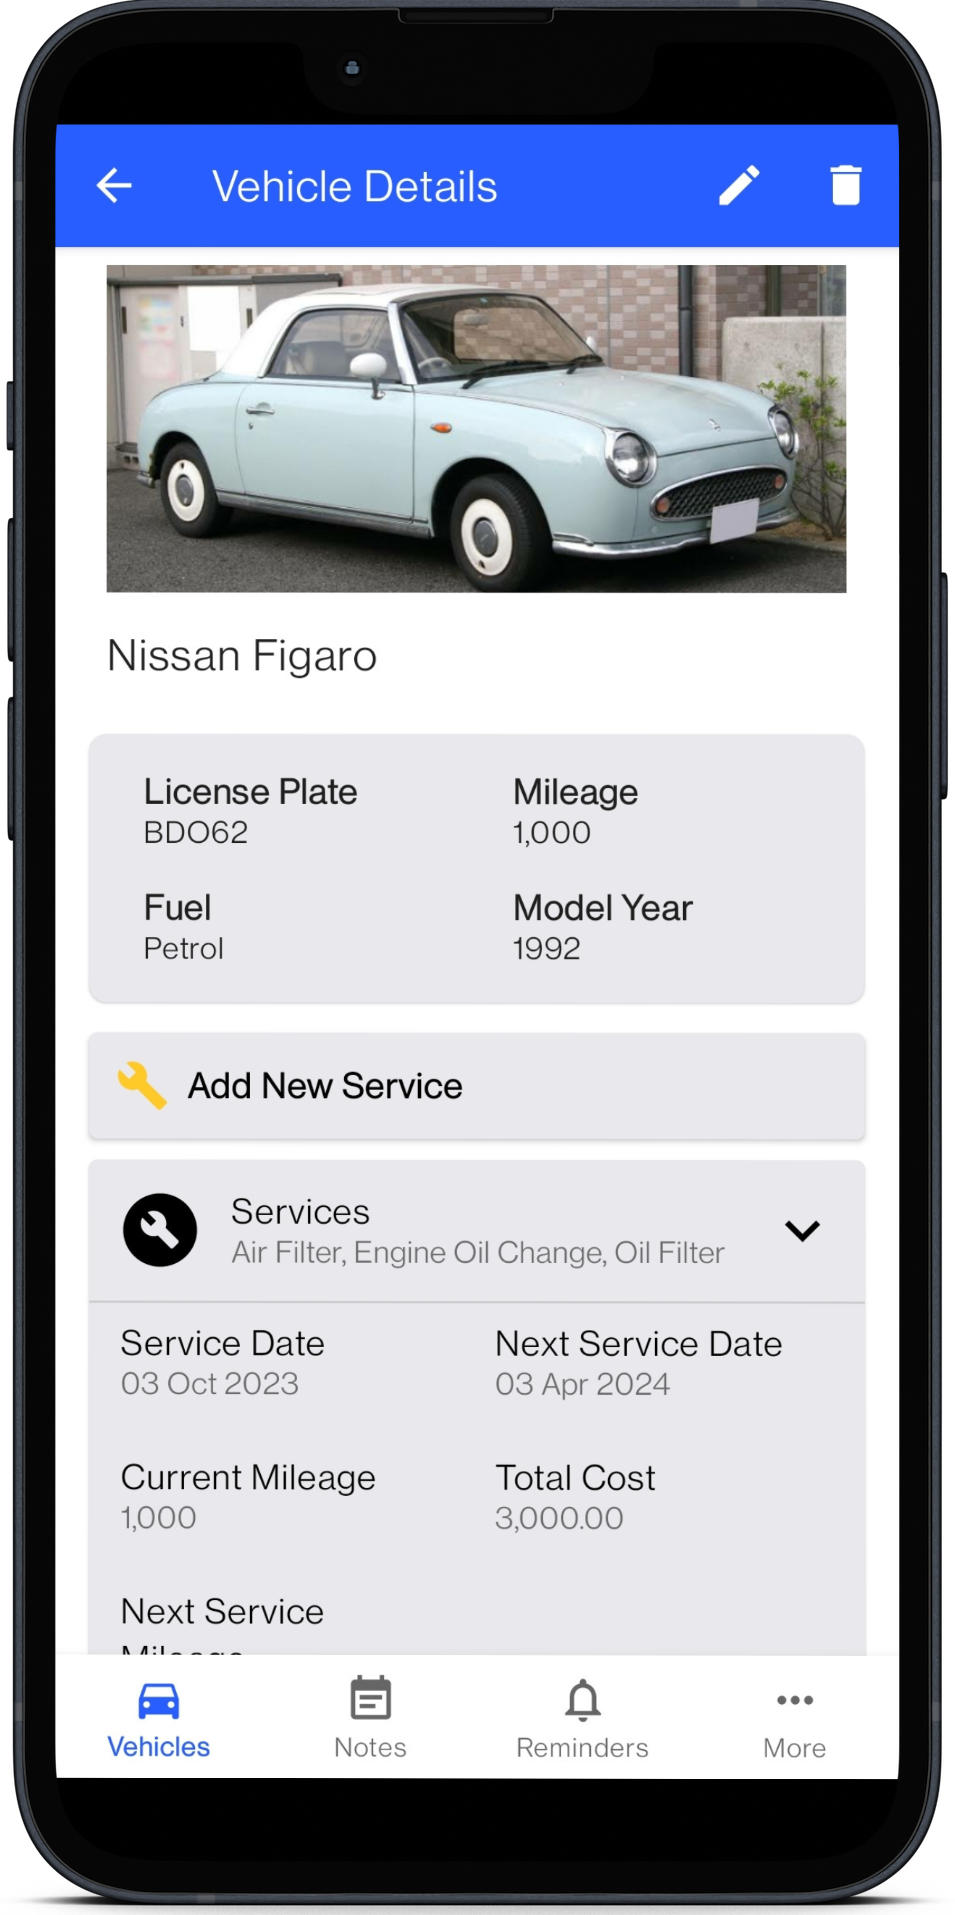 Vehicle Details
Nissan Figaro
License Plate
BDO62
Mileage
1,000
Fuel
Petrol
Model Year
1992
Add New Service
Services
Air Filter, Engine Oil Change, Oil Filter
Service Date
03 Oct 2023
Next Service Date
03 Apr 2024
Current Mileage
1,000
Total Cost
3,000.00
Next Service
Mileage
Vehicles
Notes
Reminders
More